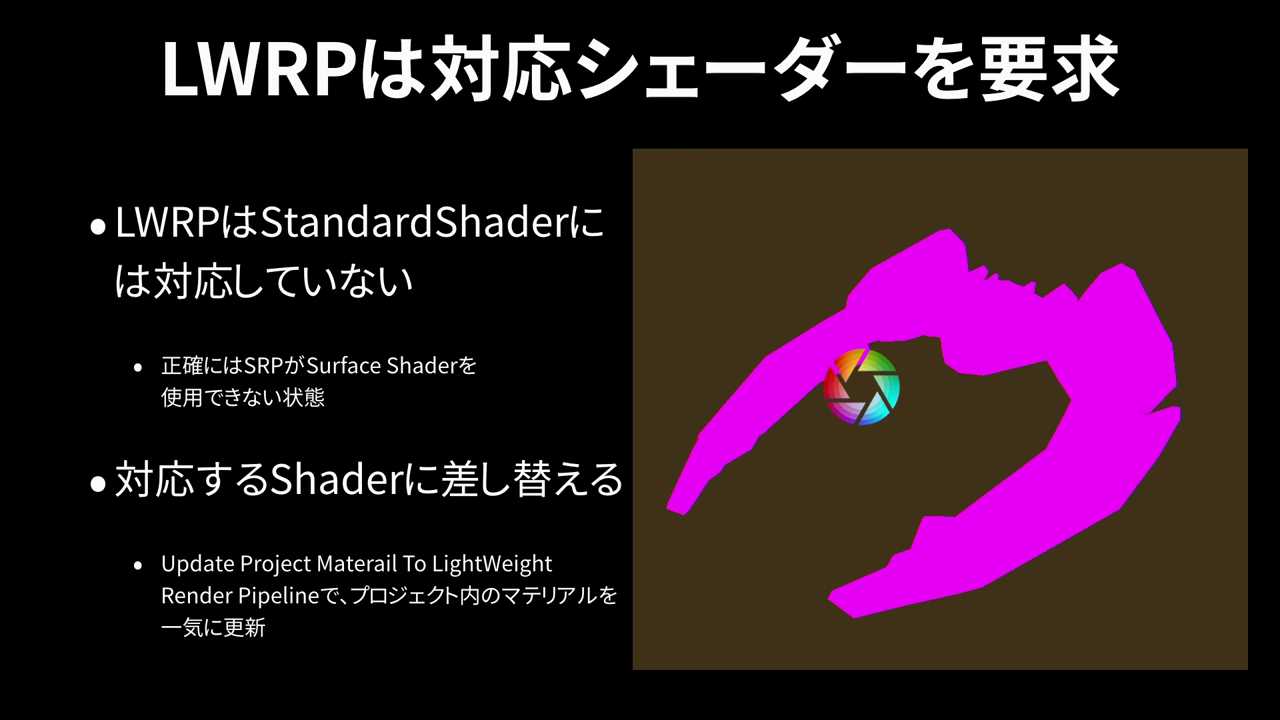 LWRPは対応シェーダーを要求
•LWRPはStandardShaderに
は対応していない
• 正確にはSRPがSurface Shaderを
使用できない状態
•対応するShaderに差し替える
• Update Project Materail To LightWeight
Render Pipelineで、プロジェクト内のマテリアルを
一気に更新